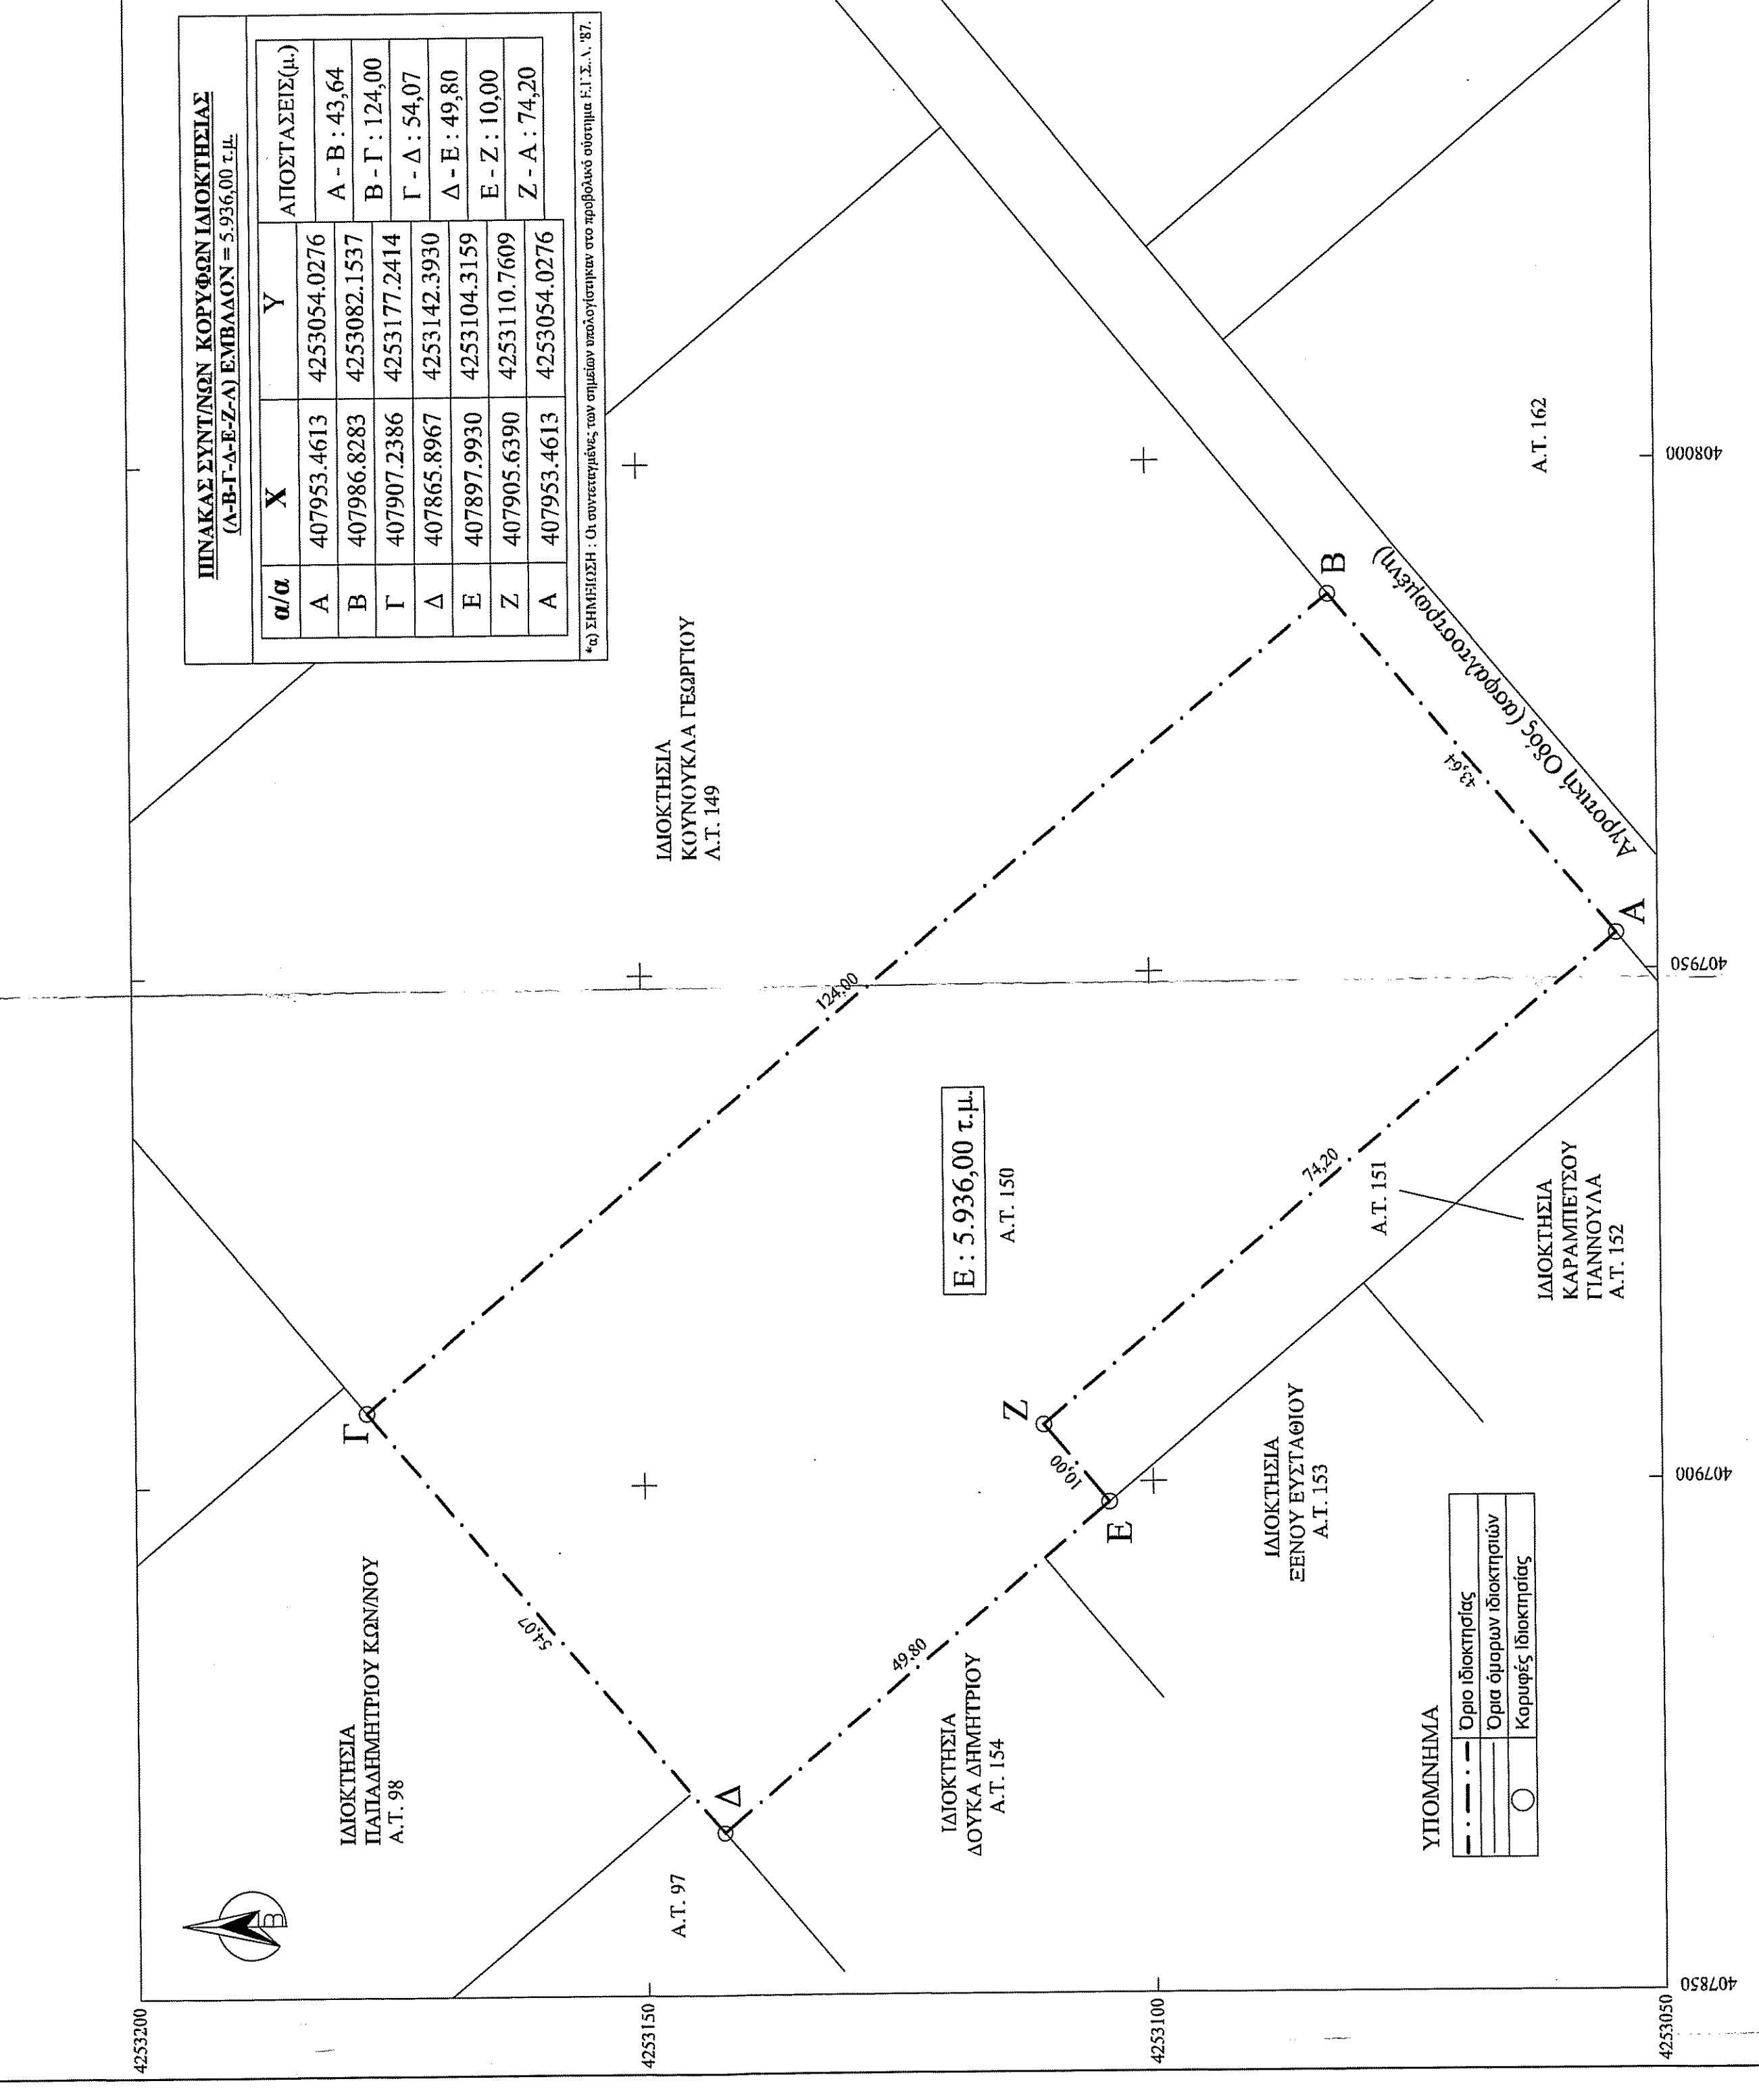 ΠΙΝΑΚΑΣ ΣΥΝΤ/ΝΩΝ ΚΟΡΥΦΩΝ ΙΔΙΟΚΤΗΣΙΑΣ
(Α-Β-Γ-Δ-Ε-Ζ-Α) ΕΜΒΑΔΟΝ = 5.936,00 τ.μ.
α/α X Y ΑΠΟΣΤΑΣΕΙΣ(μ.)
Α 407953.4613 4253054.0276 Α - Β : 43,64
Β 407986.8283 4253082.1537 Β - Γ : 124,00
Γ 407907.2386 4253177.2414 Γ - Δ : 54,07
Δ 407865.8967 4253142.3930 Δ - Ε : 49,80
Ε 407897.9930 4253104.3159 Ε - Ζ : 10,00
Ζ 407905.6390 4253110.7609 Ζ - Α : 74,20
Α 407953.4613 4253054.0276
*α) ΣΗΜΕΙΩΣΗ : Οι συντεταγμένες των σημείων υπολογίστηκαν στο προβολικό σύστημα Ε.Γ.Σ.Α. '87.
Β
ΙΔΙΟΚΤΗΣΙΑ
ΠΑΠΑΔΗΜΗΤΡΙΟΥ ΚΩΝ/ΝΟΥ
Α.Τ. 98
ΙΔΙΟΚΤΗΣΙΑ
ΚΟΥΝΟΥΚΛΑ ΓΕΩΡΓΙΟΥ
Α.Τ. 149
Α.Τ. 97
Γ
54,07
124,00
Δ
49,80
ΙΔΙΟΚΤΗΣΙΑ
ΔΟΥΚΑ ΔΗΜΗΤΡΙΟΥ
Α.Τ. 154
Ε : 5.936,00 τ.μ.
Α.Τ. 150
Ζ
10,00
Ε
74,20
43,64
Β
Α
Αγροτική Οδός (ασφαλτοστρωμένη)
Α.Τ. 162
Α.Τ. 151
ΙΔΙΟΚΤΗΣΙΑ
ΞΕΝΟΥ ΕΥΣΤΑΘΙΟΥ
Α.Τ. 153
ΙΔΙΟΚΤΗΣΙΑ
ΚΑΡΑΜΠΕΤΣΟΥ
ΓΙΑΝΝΟΥΛΑ
Α.Τ. 152
ΥΠΟΜΝΗΜΑ
Όριο ιδιοκτησίας
Όρια όμορων ιδιοκτησιών
Κορυφές Ιδιοκτησίας
4253200
4253150
4253100
4253050
407850
407900
407950
408000